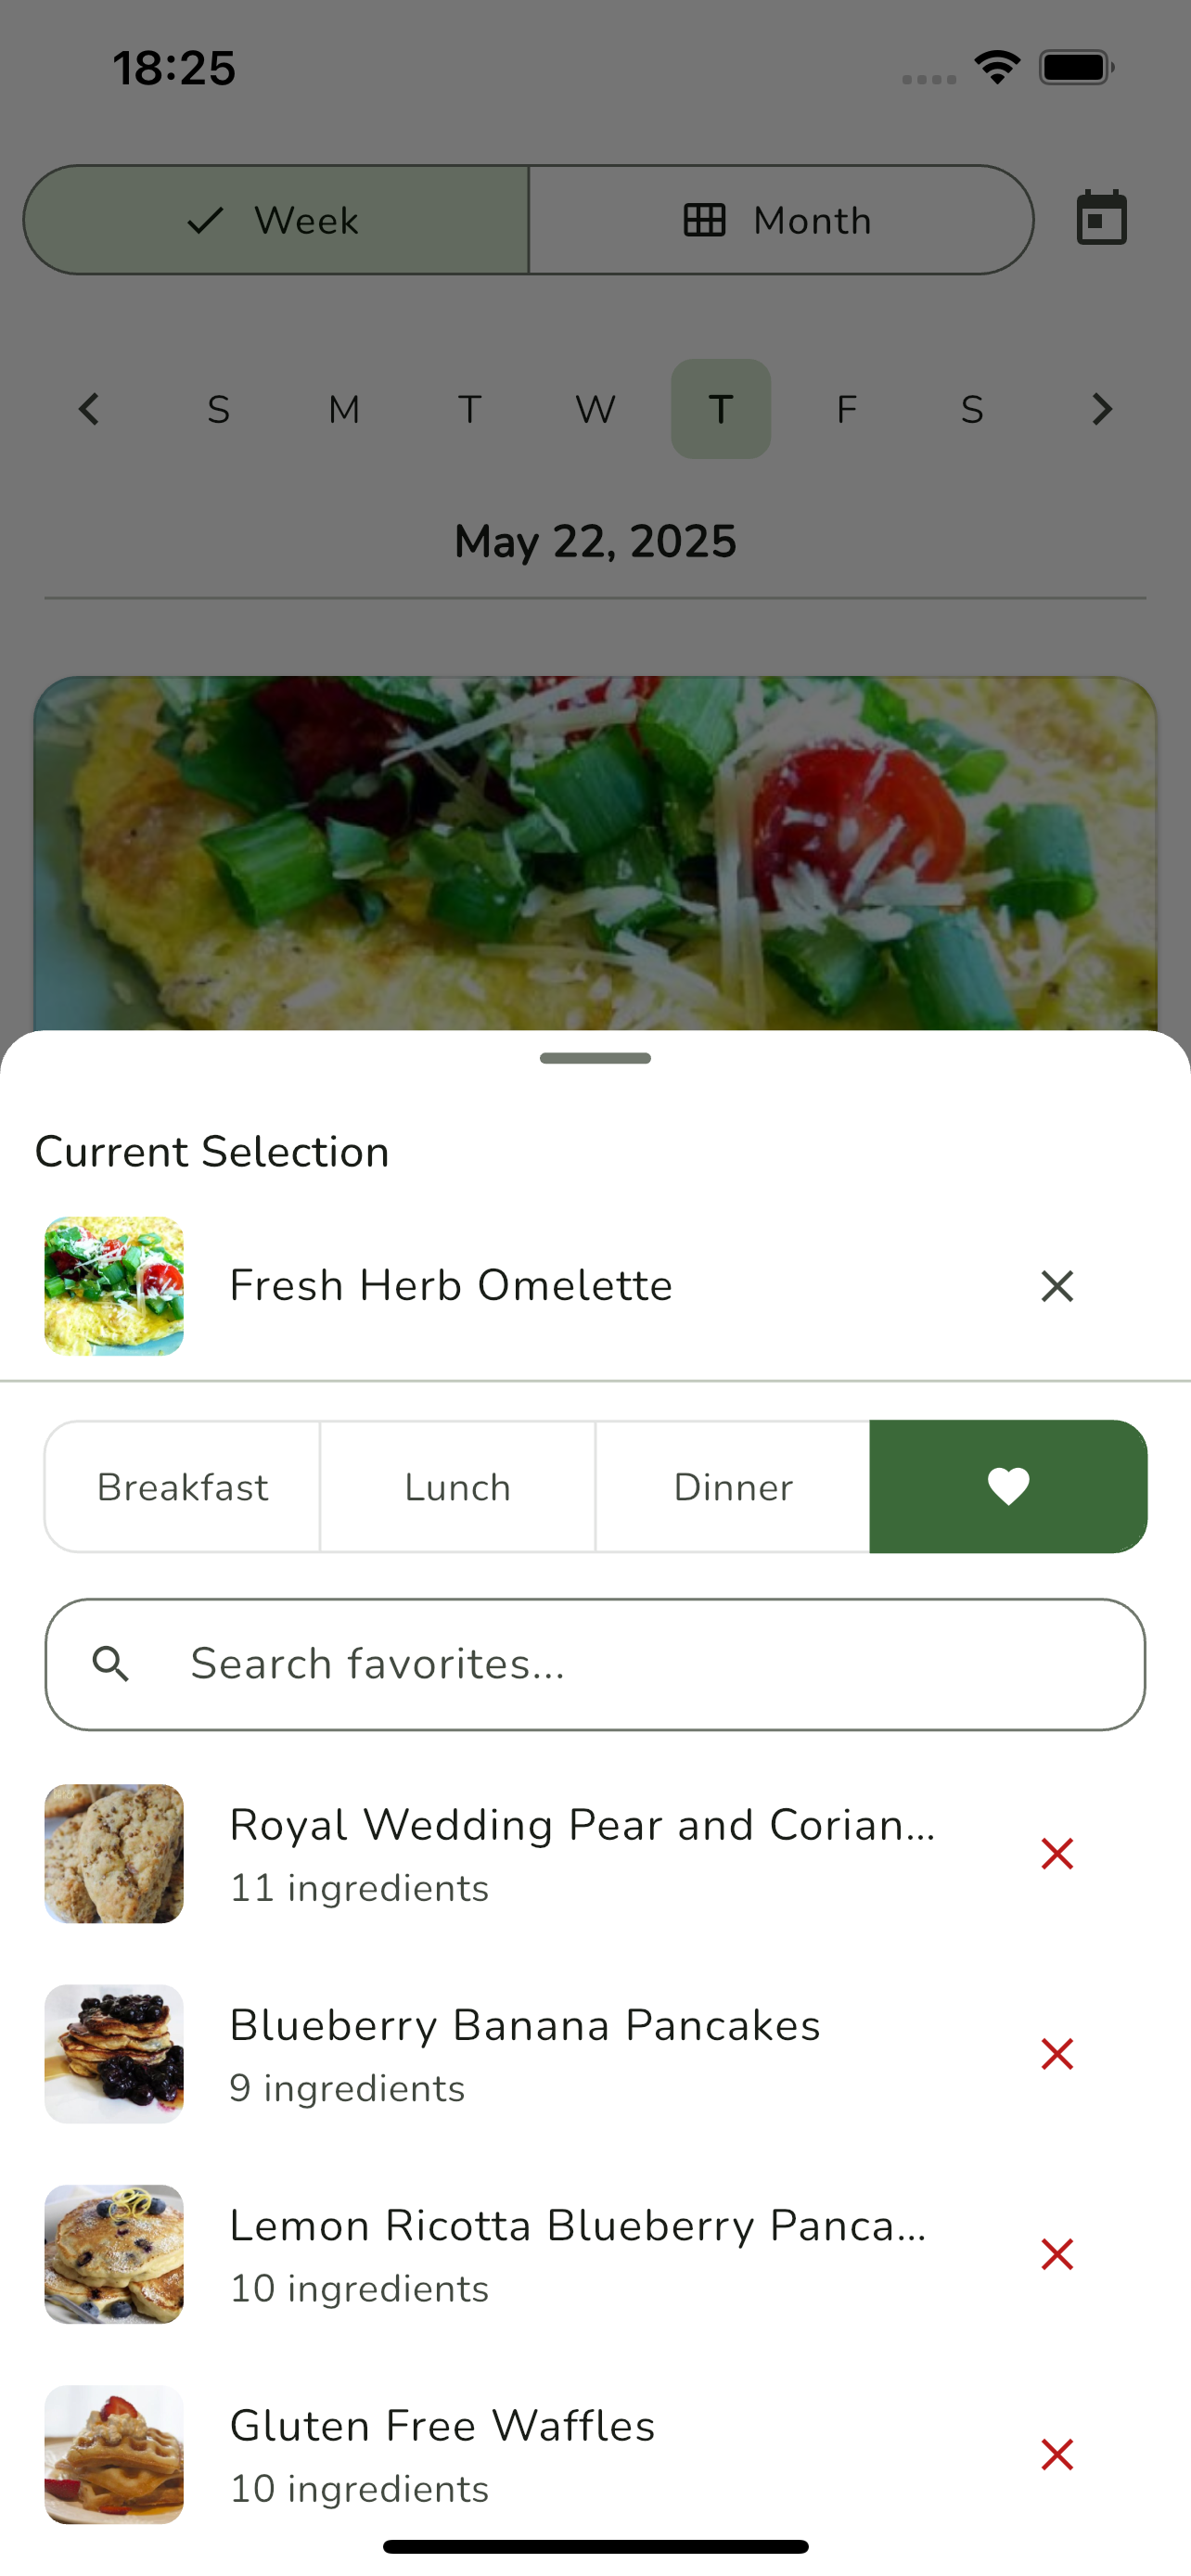 18:25
Week
Month
S M T W T F S
May 22, 2025
Current Selection
Fresh Herb Omelette
Breakfast
Lunch
Dinner
Search favorites...
Royal Wedding Pear and Corian...
11 ingredients
Blueberry Banana Pancakes
9 ingredients
Lemon Ricotta Blueberry Panca...
10 ingredients
Gluten Free Waffles
10 ingredients